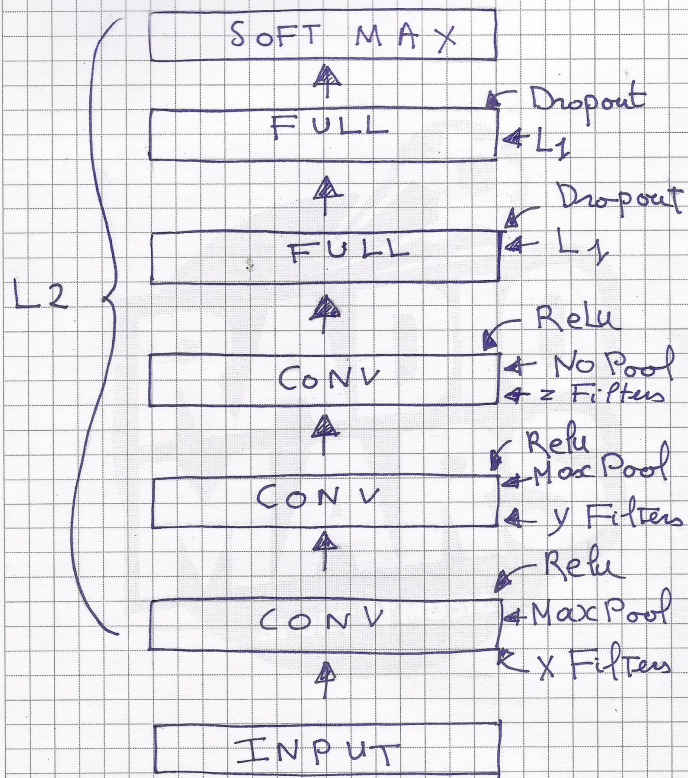 SOFT MAX
Dropout
FULL
L1
Dropout
FULL
L1
L2
ReLu
CONV
No Pool
z Filters
Relu
Max Pool
CONV
y Filters
Relu
CONV
Max Pool
X Filters
INPUT